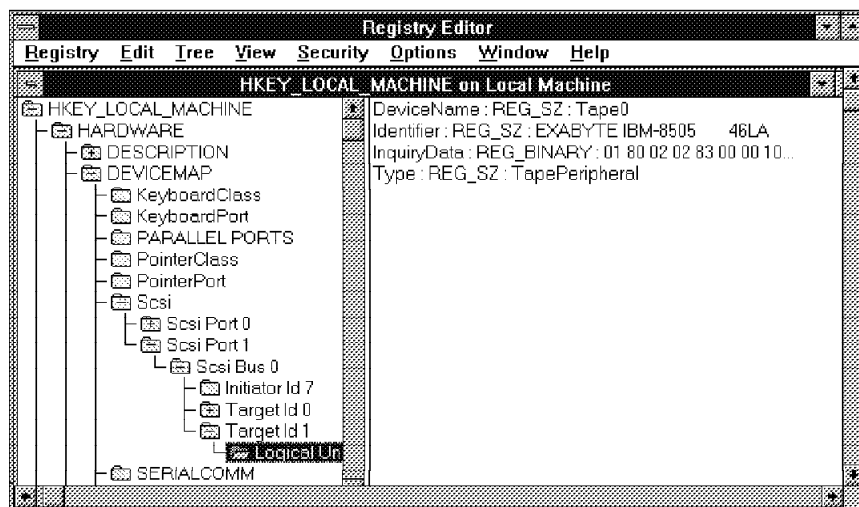 Registry Editor
Registry Edit Tree View Security Options Window Help
HKEY_LOCAL_MACHINE on Local Machine
HKEY_LOCAL_MACHINE
HARDWARE
DESCRIPTION
DEVICEMAP
KeyboardClass
KeyboardPort
PARALLEL PORTS
PointerClass
PointerPort
Scsi
Scsi Port 0
Scsi Port 1
Scsi Bus 0
Initiator Id 7
Target Id 0
Target Id 1
Logical Un
SERIALCOMM
DeviceName : REG_SZ : Tape0
Identifier : REG_SZ : EXABYTE IBM-8505 46LA
InquiryData : REG_BINARY : 01 80 02 02 83 00 00 10...
Type : REG_SZ : TapePeripheral